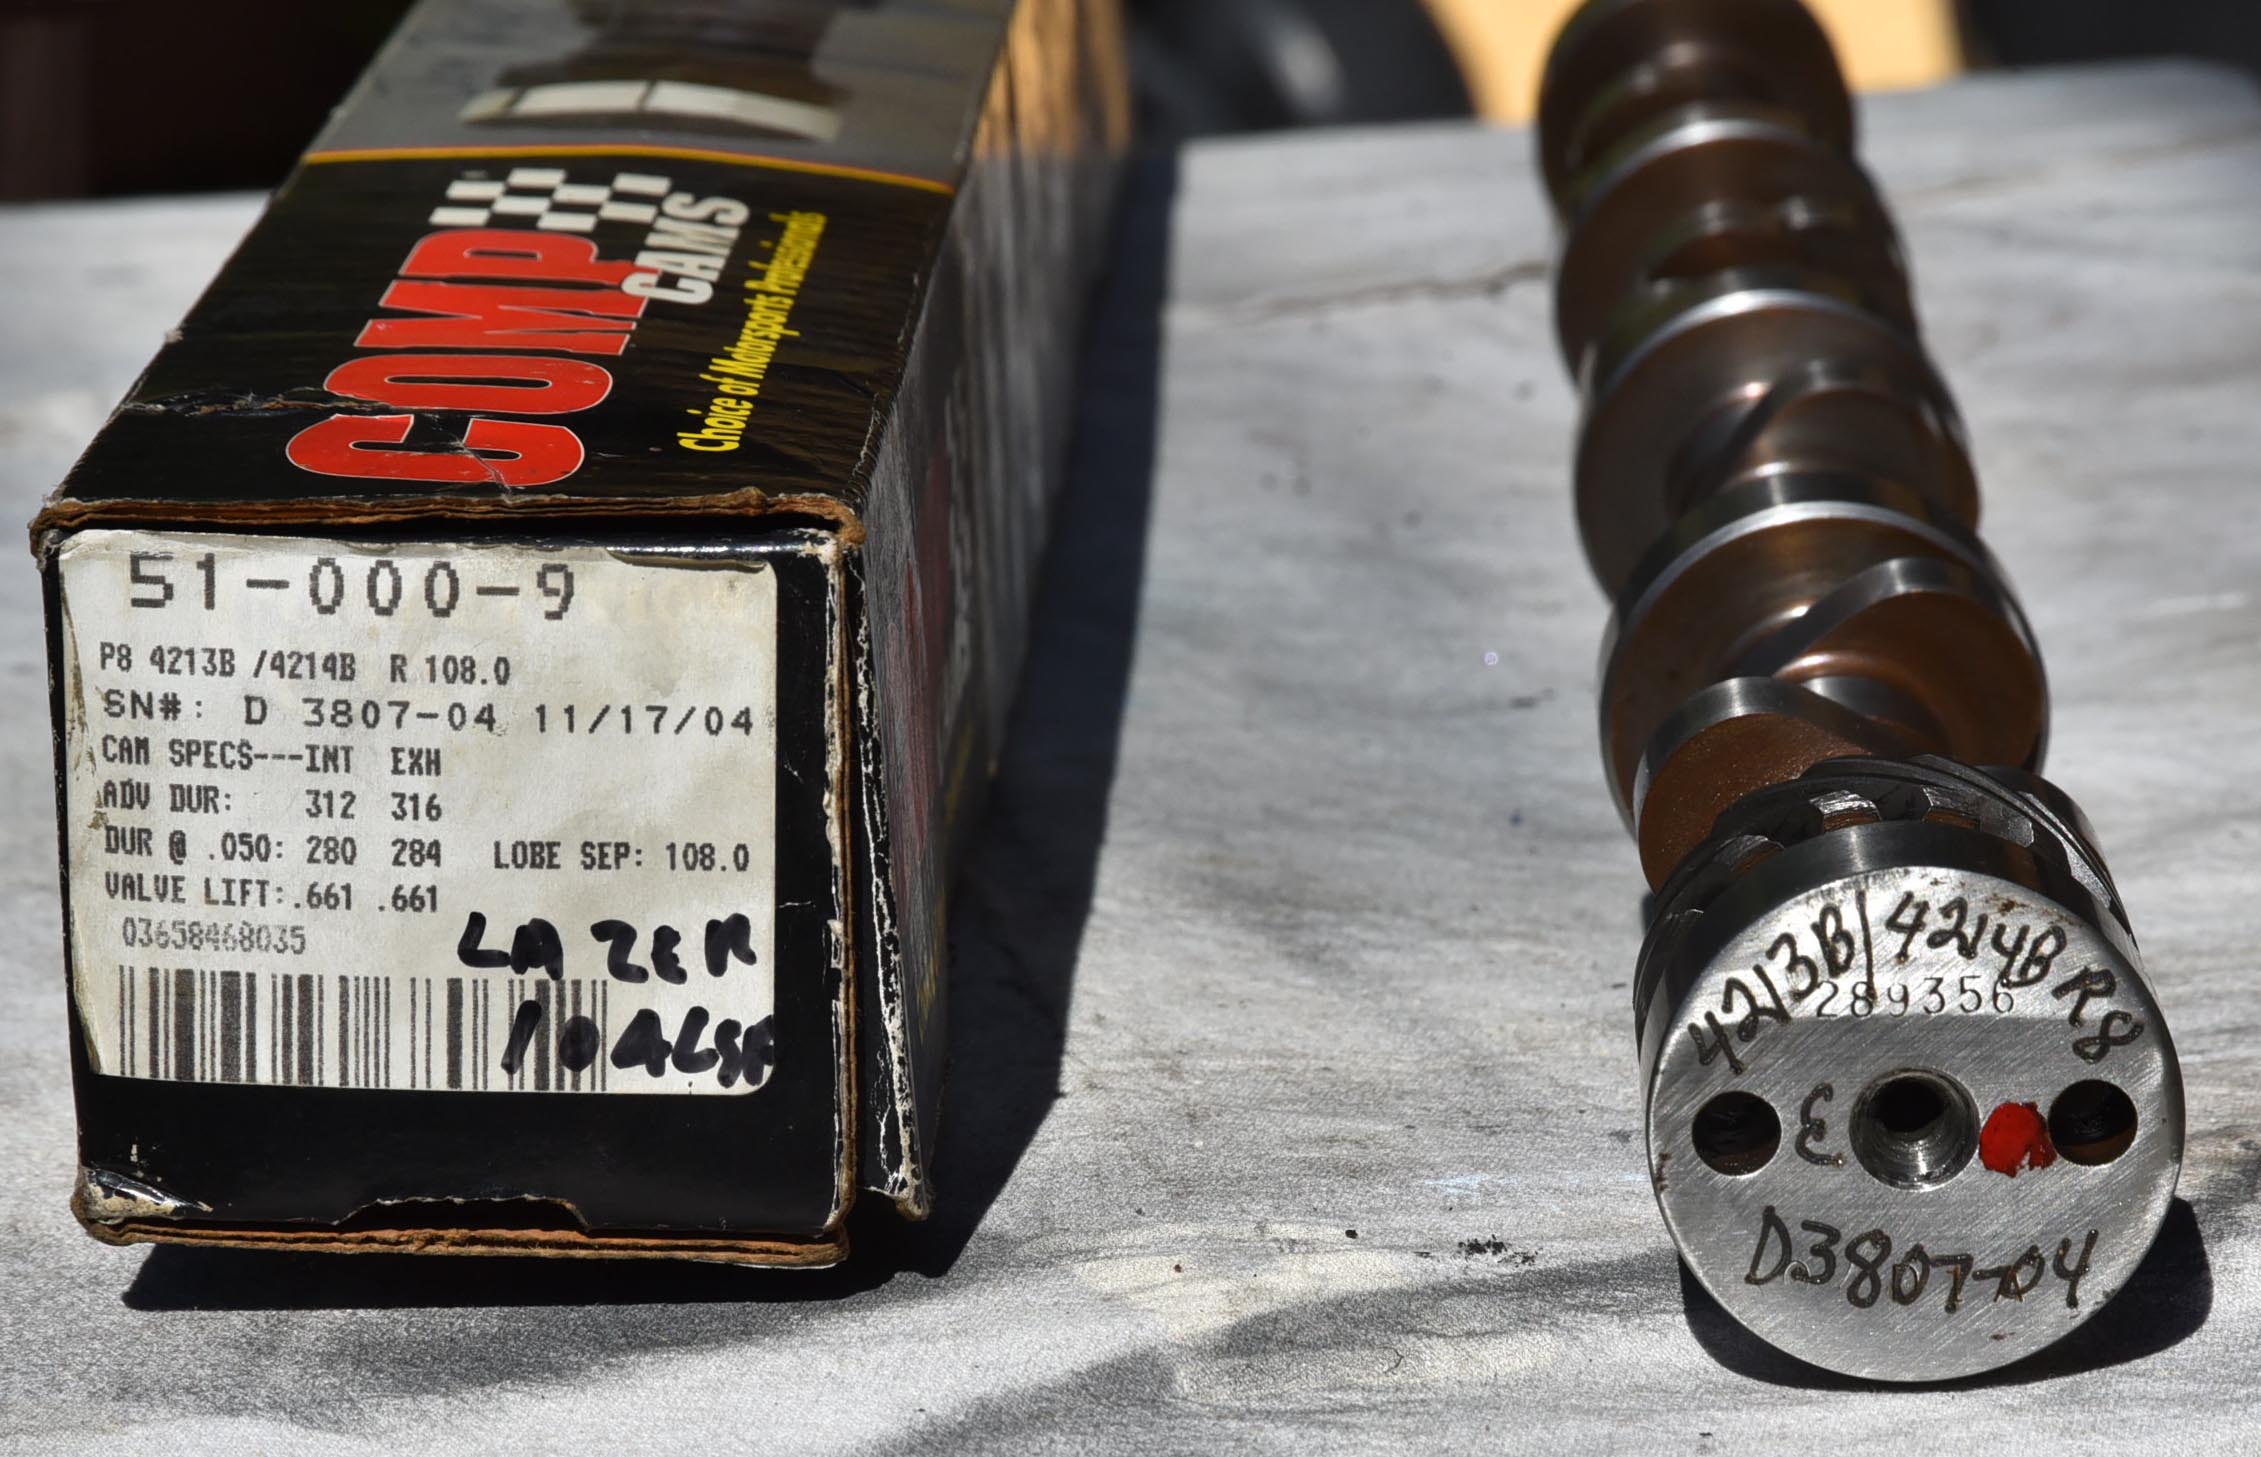 COMP
CAMS
Choice of Motorsports Professionals
51-000-9
P8 4213B /4214B R 108.0
SN#: D 3807-04 11/17/04
CAM SPECS---INT EXH
ADV DUR: 312 316
DUR @ .050: 280 284 LOBE SEP: 108.0
VALVE LIFT:.661 .661
03658468035
LAZER
104LSA
4213B/4214B R8
289356
E
D3807-04